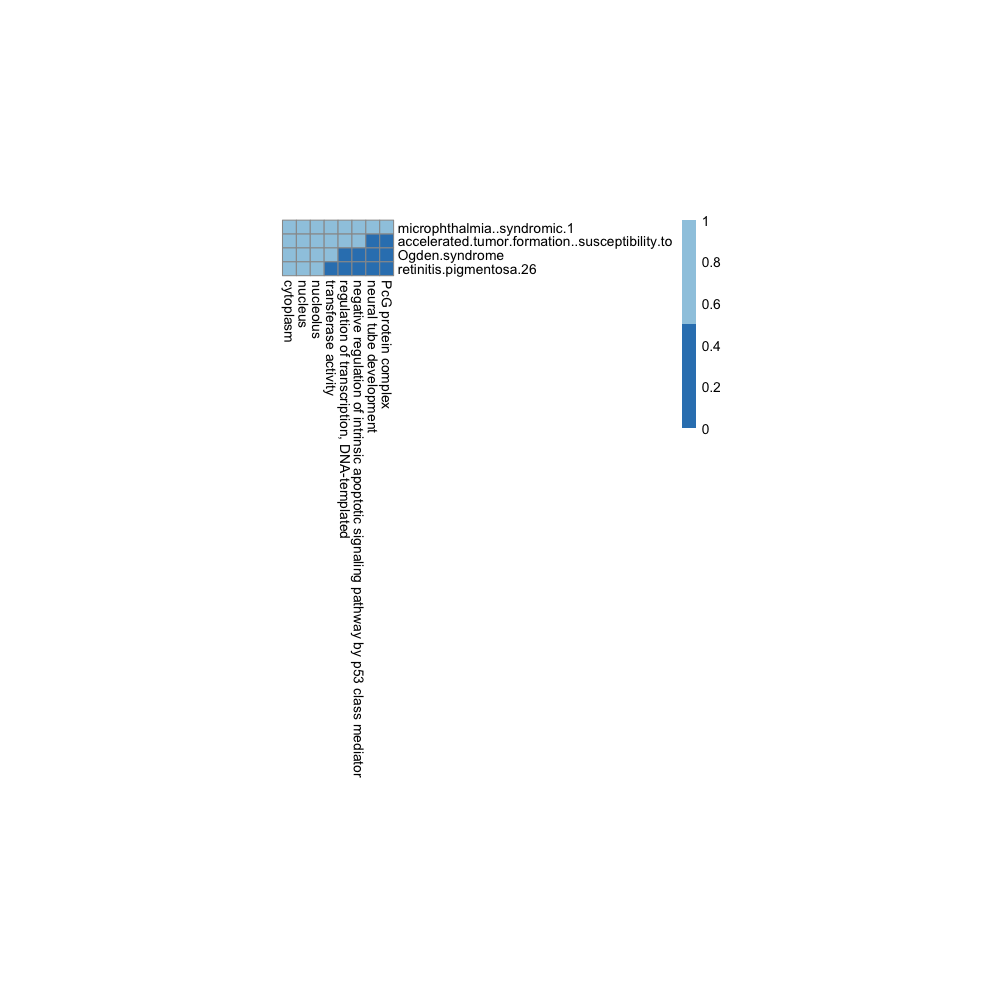 microphthalmia..syndromic.1
accelerated.tumor.formation..susceptibility.to
Ogden.syndrome
retinitis.pigmentosa.26
cytoplasm
nucleus
nucleolus
transferase activity
regulation of transcription, DNA-templated
negative regulation of intrinsic apoptotic signaling pathway by p53 class mediator
neural tube development
PcG protein complex
1
0.8
0.6
0.4
0.2
0